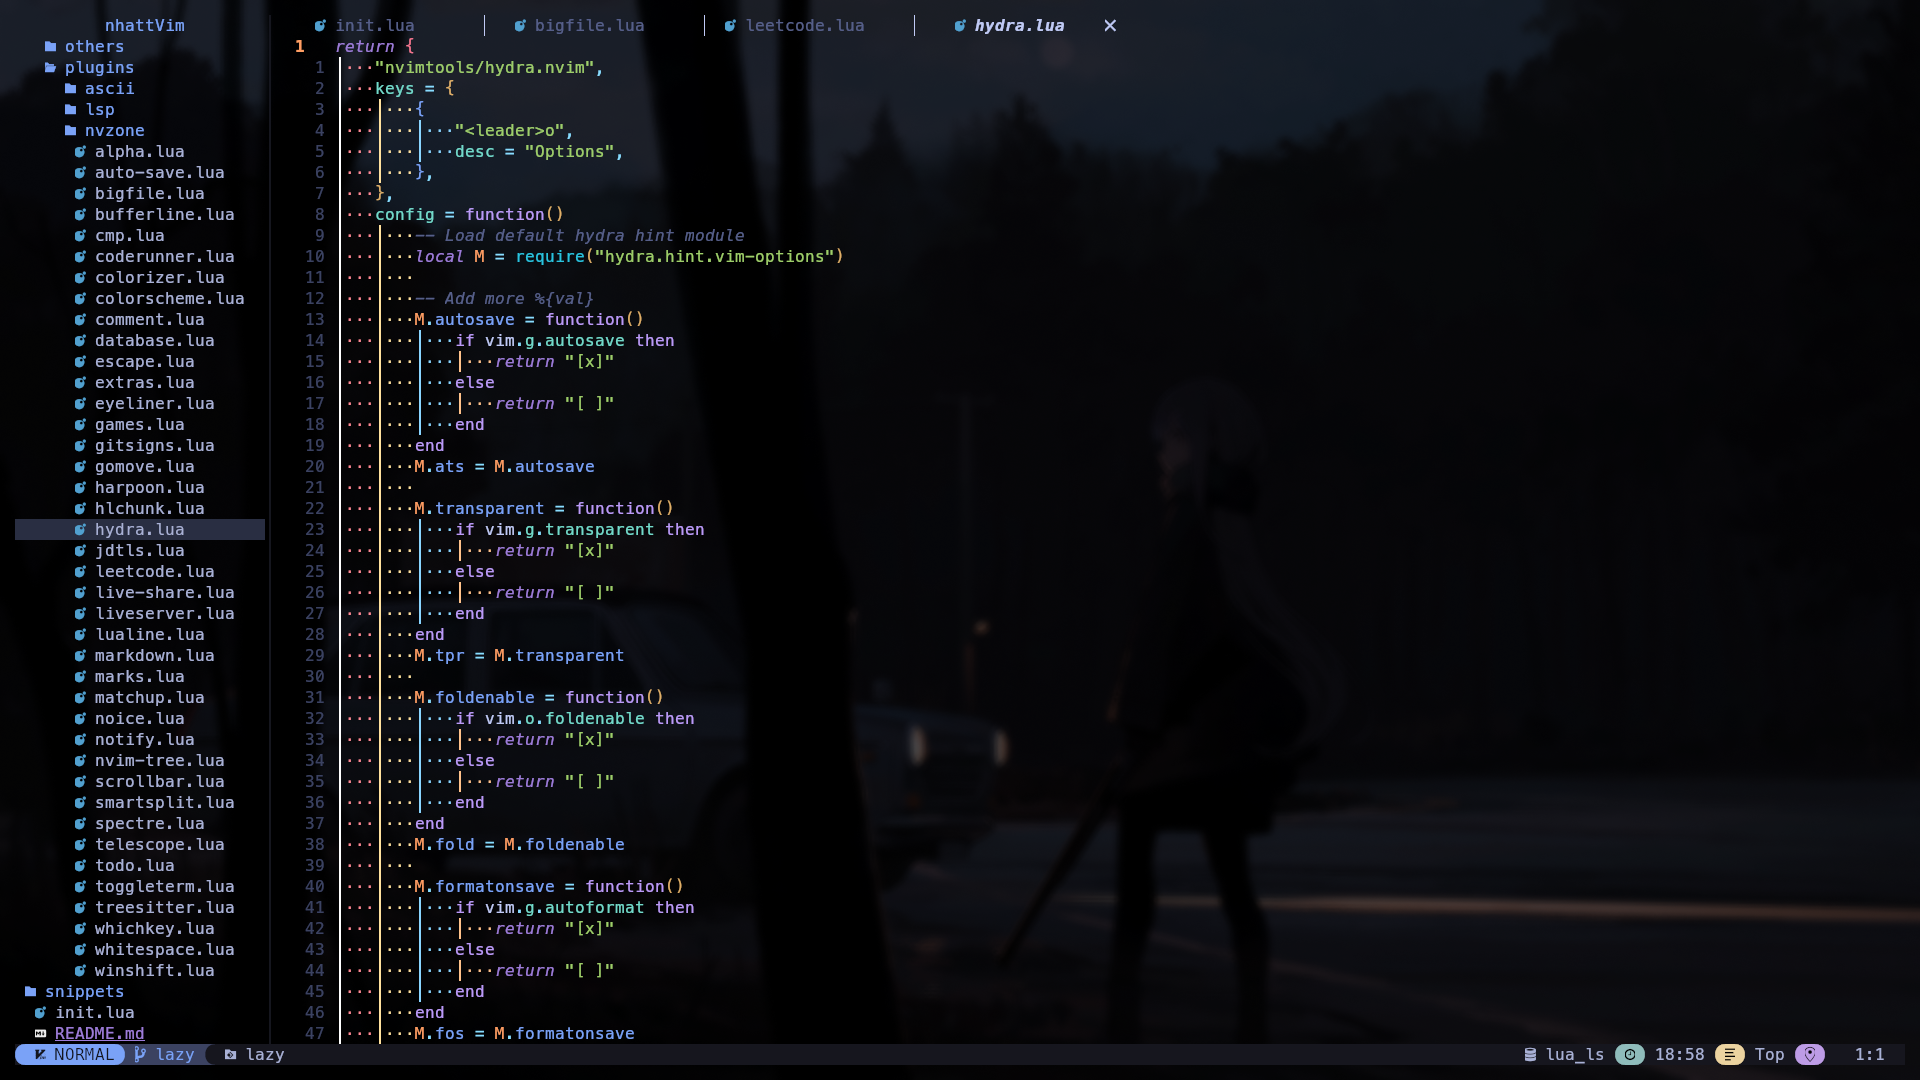 nhattVim
others
plugins
ascii
lsp
nvzone
alpha.lua
auto-save.lua
bigfile.lua
bufferline.lua
cmp.lua
coderunner.lua
colorizer.lua
colorscheme.lua
comment.lua
database.lua
escape.lua
extras.lua
eyeliner.lua
games.lua
gitsigns.lua
gomove.lua
harpoon.lua
hlchunk.lua
hydra.lua
jdtls.lua
leetcode.lua
live-share.lua
liveserver.lua
lualine.lua
markdown.lua
marks.lua
matchup.lua
noice.lua
notify.lua
nvim-tree.lua
scrollbar.lua
smartsplit.lua
spectre.lua
telescope.lua
todo.lua
toggleterm.lua
treesitter.lua
whichkey.lua
whitespace.lua
winshift.lua
snippets
init.lua
README.md
init.lua bigfile.lua leetcode.lua hydra.lua ✕
1 return {
1 ···"nvimtools/hydra.nvim",
2 ···keys = {
3 ···│···{
4 ···│···│···"<leader>o",
5 ···│···│···desc = "Options",
6 ···│···},
7 ···},
8 ···config = function()
9 ···│···-- Load default hydra hint module
10 ···│···local M = require("hydra.hint.vim-options")
11 ···│···
12 ···│···-- Add more %{val}
13 ···│···M.autosave = function()
14 ···│···│···if vim.g.autosave then
15 ···│···│···│···return "[x]"
16 ···│···│···else
17 ···│···│···│···return "[ ]"
18 ···│···│···end
19 ···│···end
20 ···│···M.ats = M.autosave
21 ···│···
22 ···│···M.transparent = function()
23 ···│···│···if vim.g.transparent then
24 ···│···│···│···return "[x]"
25 ···│···│···else
26 ···│···│···│···return "[ ]"
27 ···│···│···end
28 ···│···end
29 ···│···M.tpr = M.transparent
30 ···│···
31 ···│···M.foldenable = function()
32 ···│···│···if vim.o.foldenable then
33 ···│···│···│···return "[x]"
34 ···│···│···else
35 ···│···│···│···return "[ ]"
36 ···│···│···end
37 ···│···end
38 ···│···M.fold = M.foldenable
39 ···│···
40 ···│···M.formatonsave = function()
41 ···│···│···if vim.g.autoformat then
42 ···│···│···│···return "[x]"
43 ···│···│···else
44 ···│···│···│···return "[ ]"
45 ···│···│···end
46 ···│···end
47 ···│···M.fos = M.formatonsave
NORMAL lazy lazy lua_ls 18:58 Top 1:1